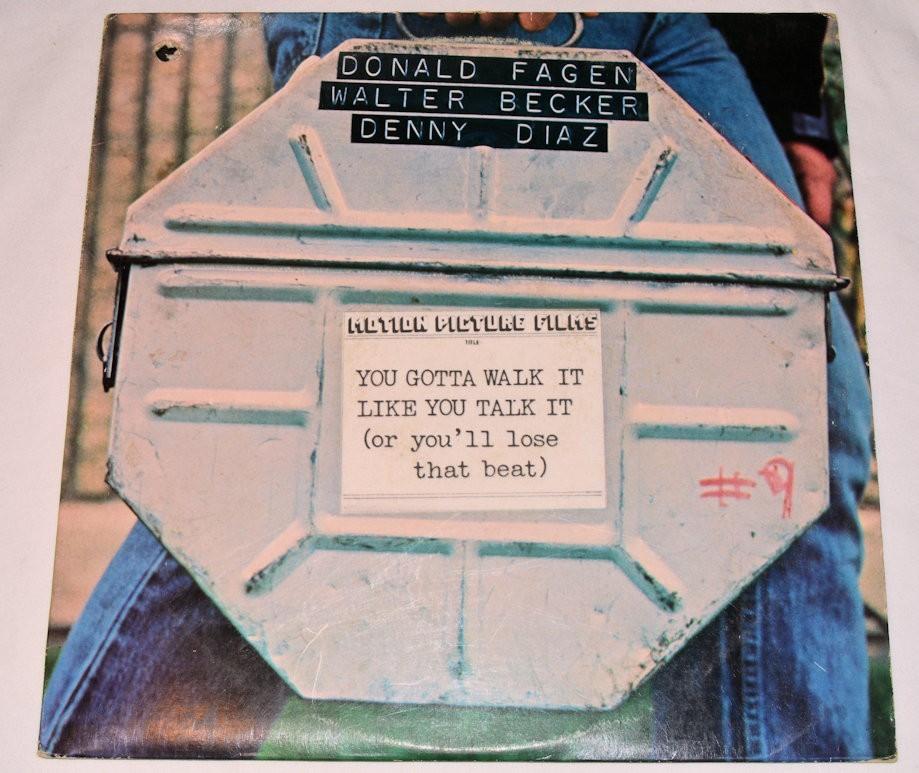 DONALD FAGEN
WALTER BECKER
DENNY DIAZ
MOTION PICTURE FILMS
TITLE
YOU GOTTA WALK IT
LIKE YOU TALK IT
(or you'll lose
that beat)
#9